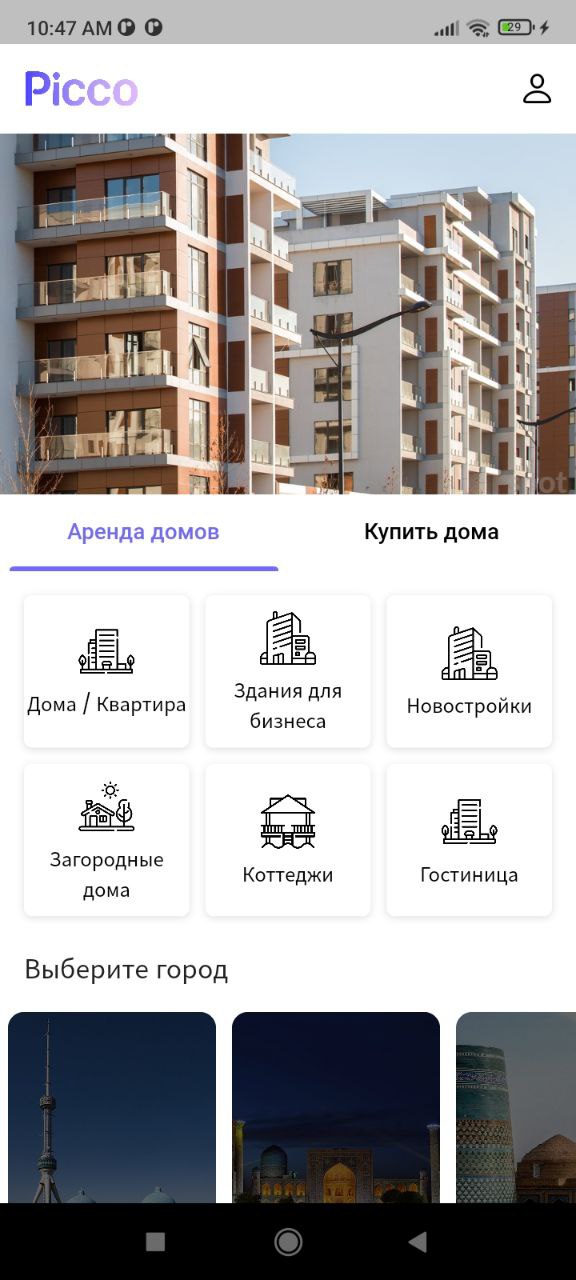 10:47 AM
29
Picco
Аренда домов
Купить дома
Дома / Квартира
Здания для
бизнеса
Новостройки
Загородные
дома
Коттеджи
Гостиница
Выберите город